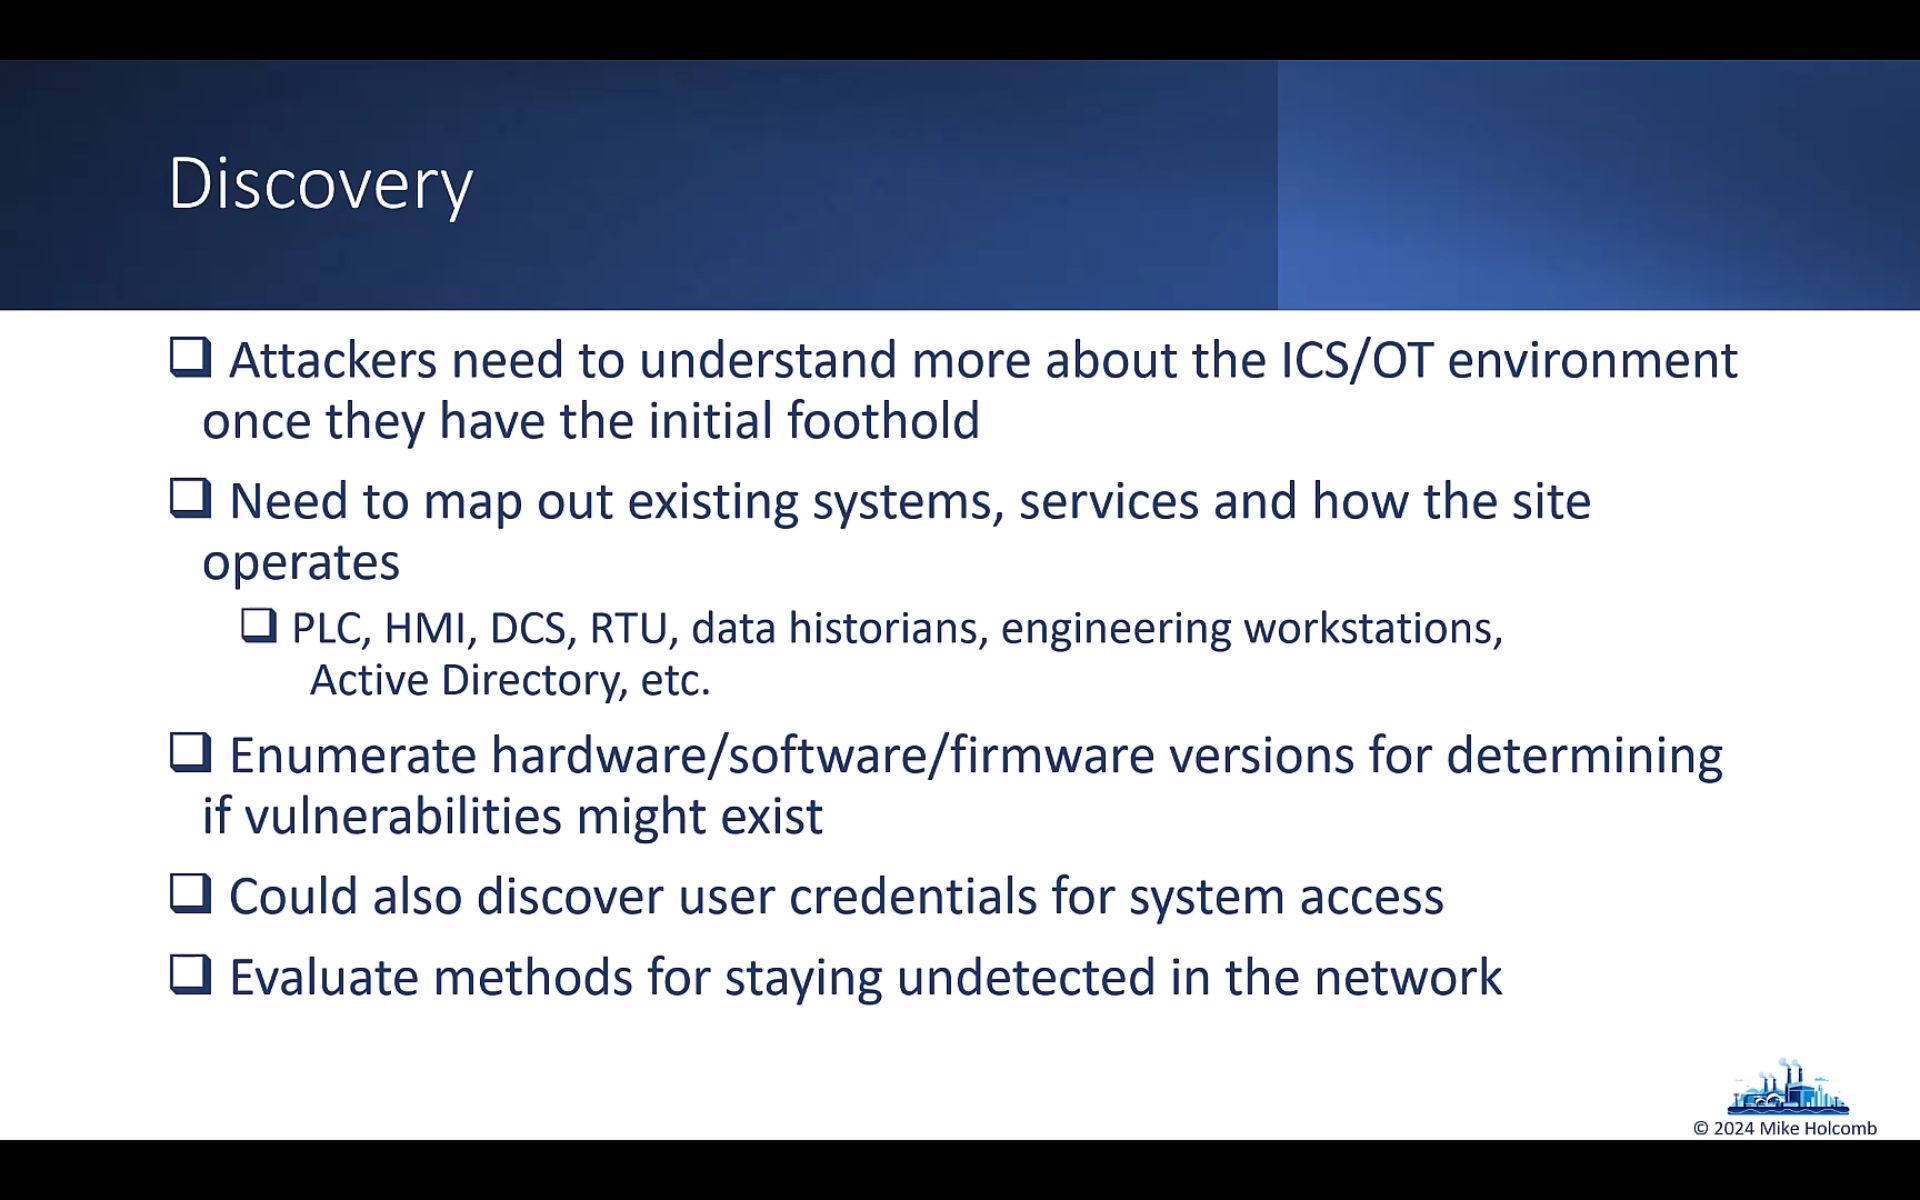 Discovery
❑ Attackers need to understand more about the ICS/OT environment
once they have the initial foothold
❑ Need to map out existing systems, services and how the site
operates
❑ PLC, HMI, DCS, RTU, data historians, engineering workstations,
Active Directory, etc.
❑ Enumerate hardware/software/firmware versions for determining
if vulnerabilities might exist
❑ Could also discover user credentials for system access
❑ Evaluate methods for staying undetected in the network
© 2024 Mike Holcomb